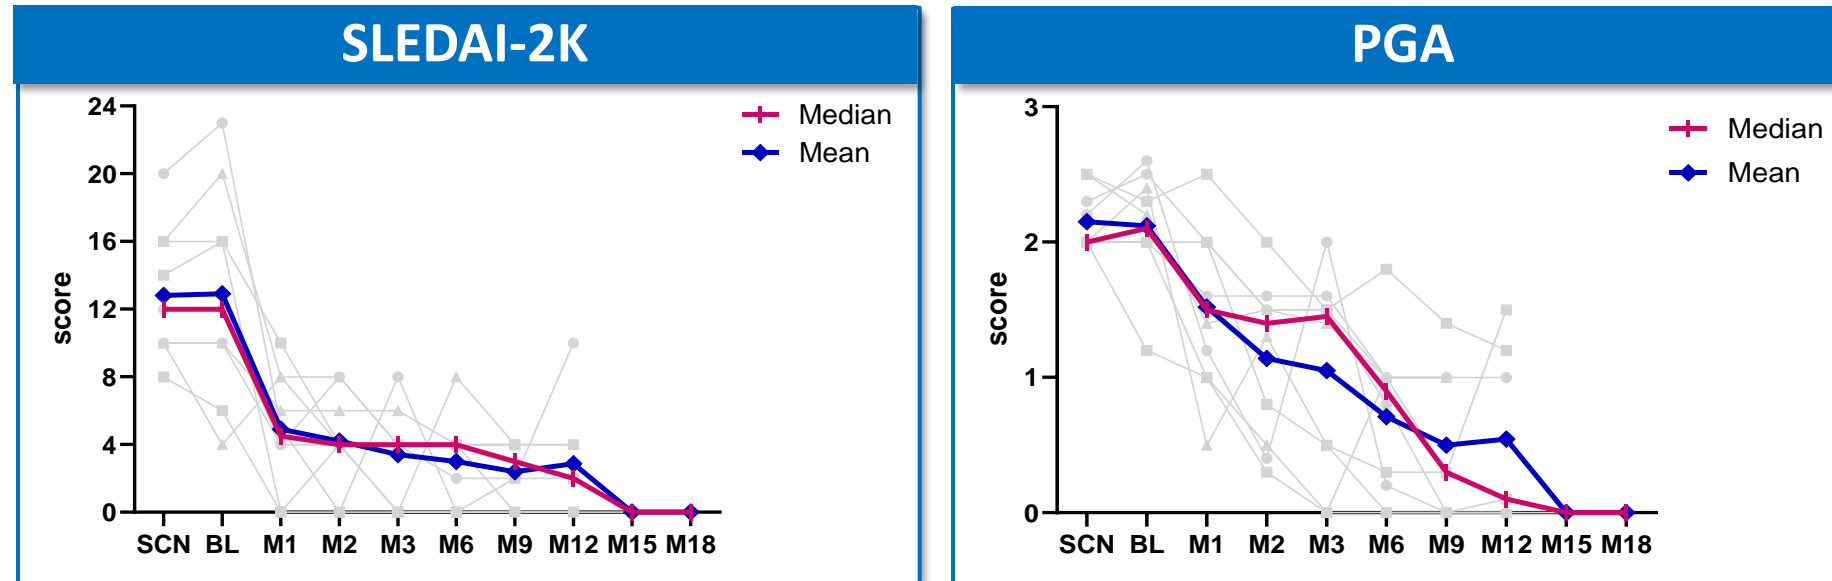 SLEDAI-2K
24
20
16
12
8
4
0
score
SCN BL M1 M2 M3 M6 M9 M12 M15 M18
Median
Mean
PGA
3
2
1
0
score
SCN BL M1 M2 M3 M6 M9 M12 M15 M18
Median
Mean